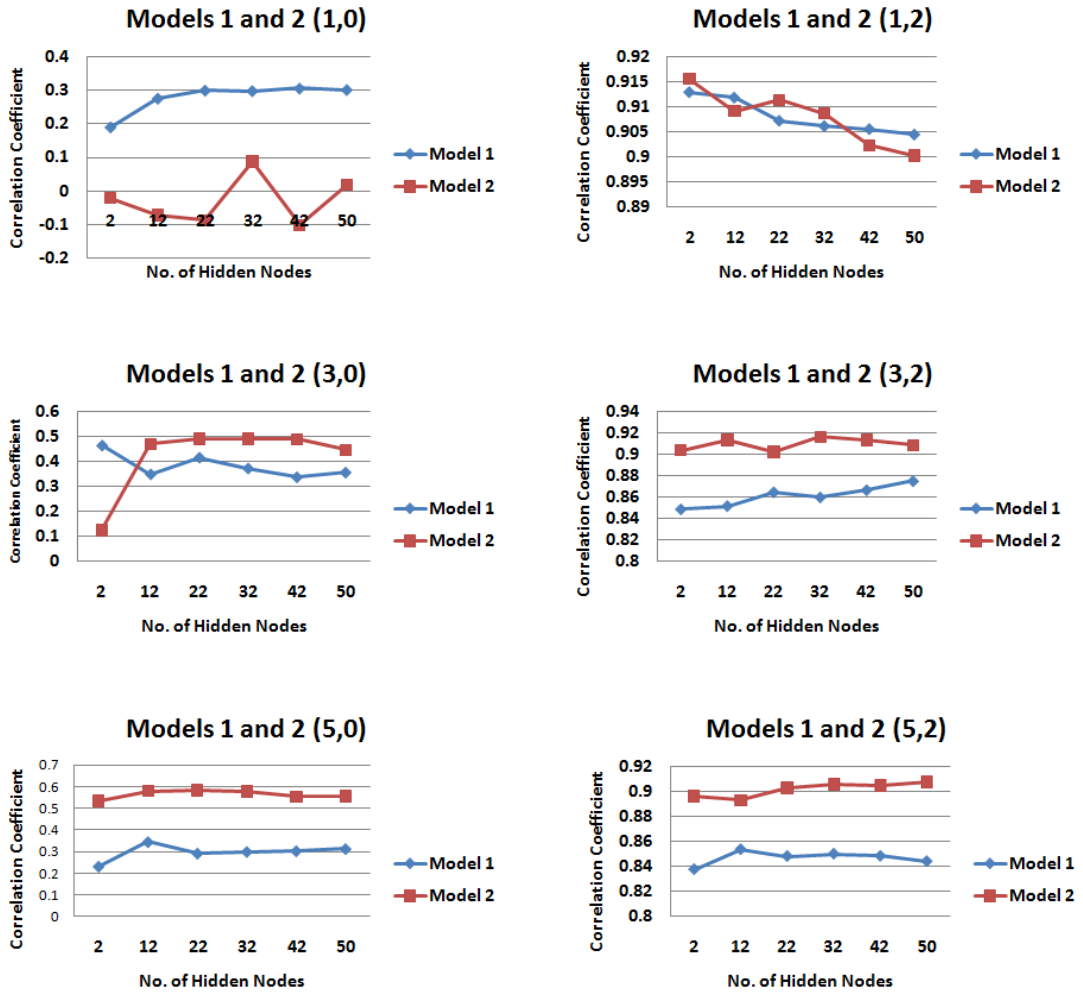 Models 1 and 2 (1,0)
Correlation Coefficient
0.4
0.3
0.2
0.1
0
-0.1
-0.2
2 12 22 32 42 50
No. of Hidden Nodes
Model 1
Model 2
Models 1 and 2 (1,2)
Correlation Coefficient
0.92
0.915
0.91
0.905
0.9
0.895
0.89
2 12 22 32 42 50
No. of Hidden Nodes
Model 1
Model 2
Models 1 and 2 (3,0)
Correlation Coefficient
0.6
0.5
0.4
0.3
0.2
0.1
0
2 12 22 32 42 50
No. of Hidden Nodes
Model 1
Model 2
Models 1 and 2 (3,2)
Correlation Coefficient
0.94
0.92
0.9
0.88
0.86
0.84
0.82
0.8
2 12 22 32 42 50
No. of Hidden Nodes
Model 1
Model 2
Models 1 and 2 (5,0)
Correlation Coefficient
0.7
0.6
0.5
0.4
0.3
0.2
0.1
0
2 12 22 32 42 50
No. of Hidden Nodes
Model 1
Model 2
Models 1 and 2 (5,2)
Correlation Coefficient
0.92
0.9
0.88
0.86
0.84
0.82
0.8
2 12 22 32 42 50
No. of Hidden Nodes
Model 1
Model 2